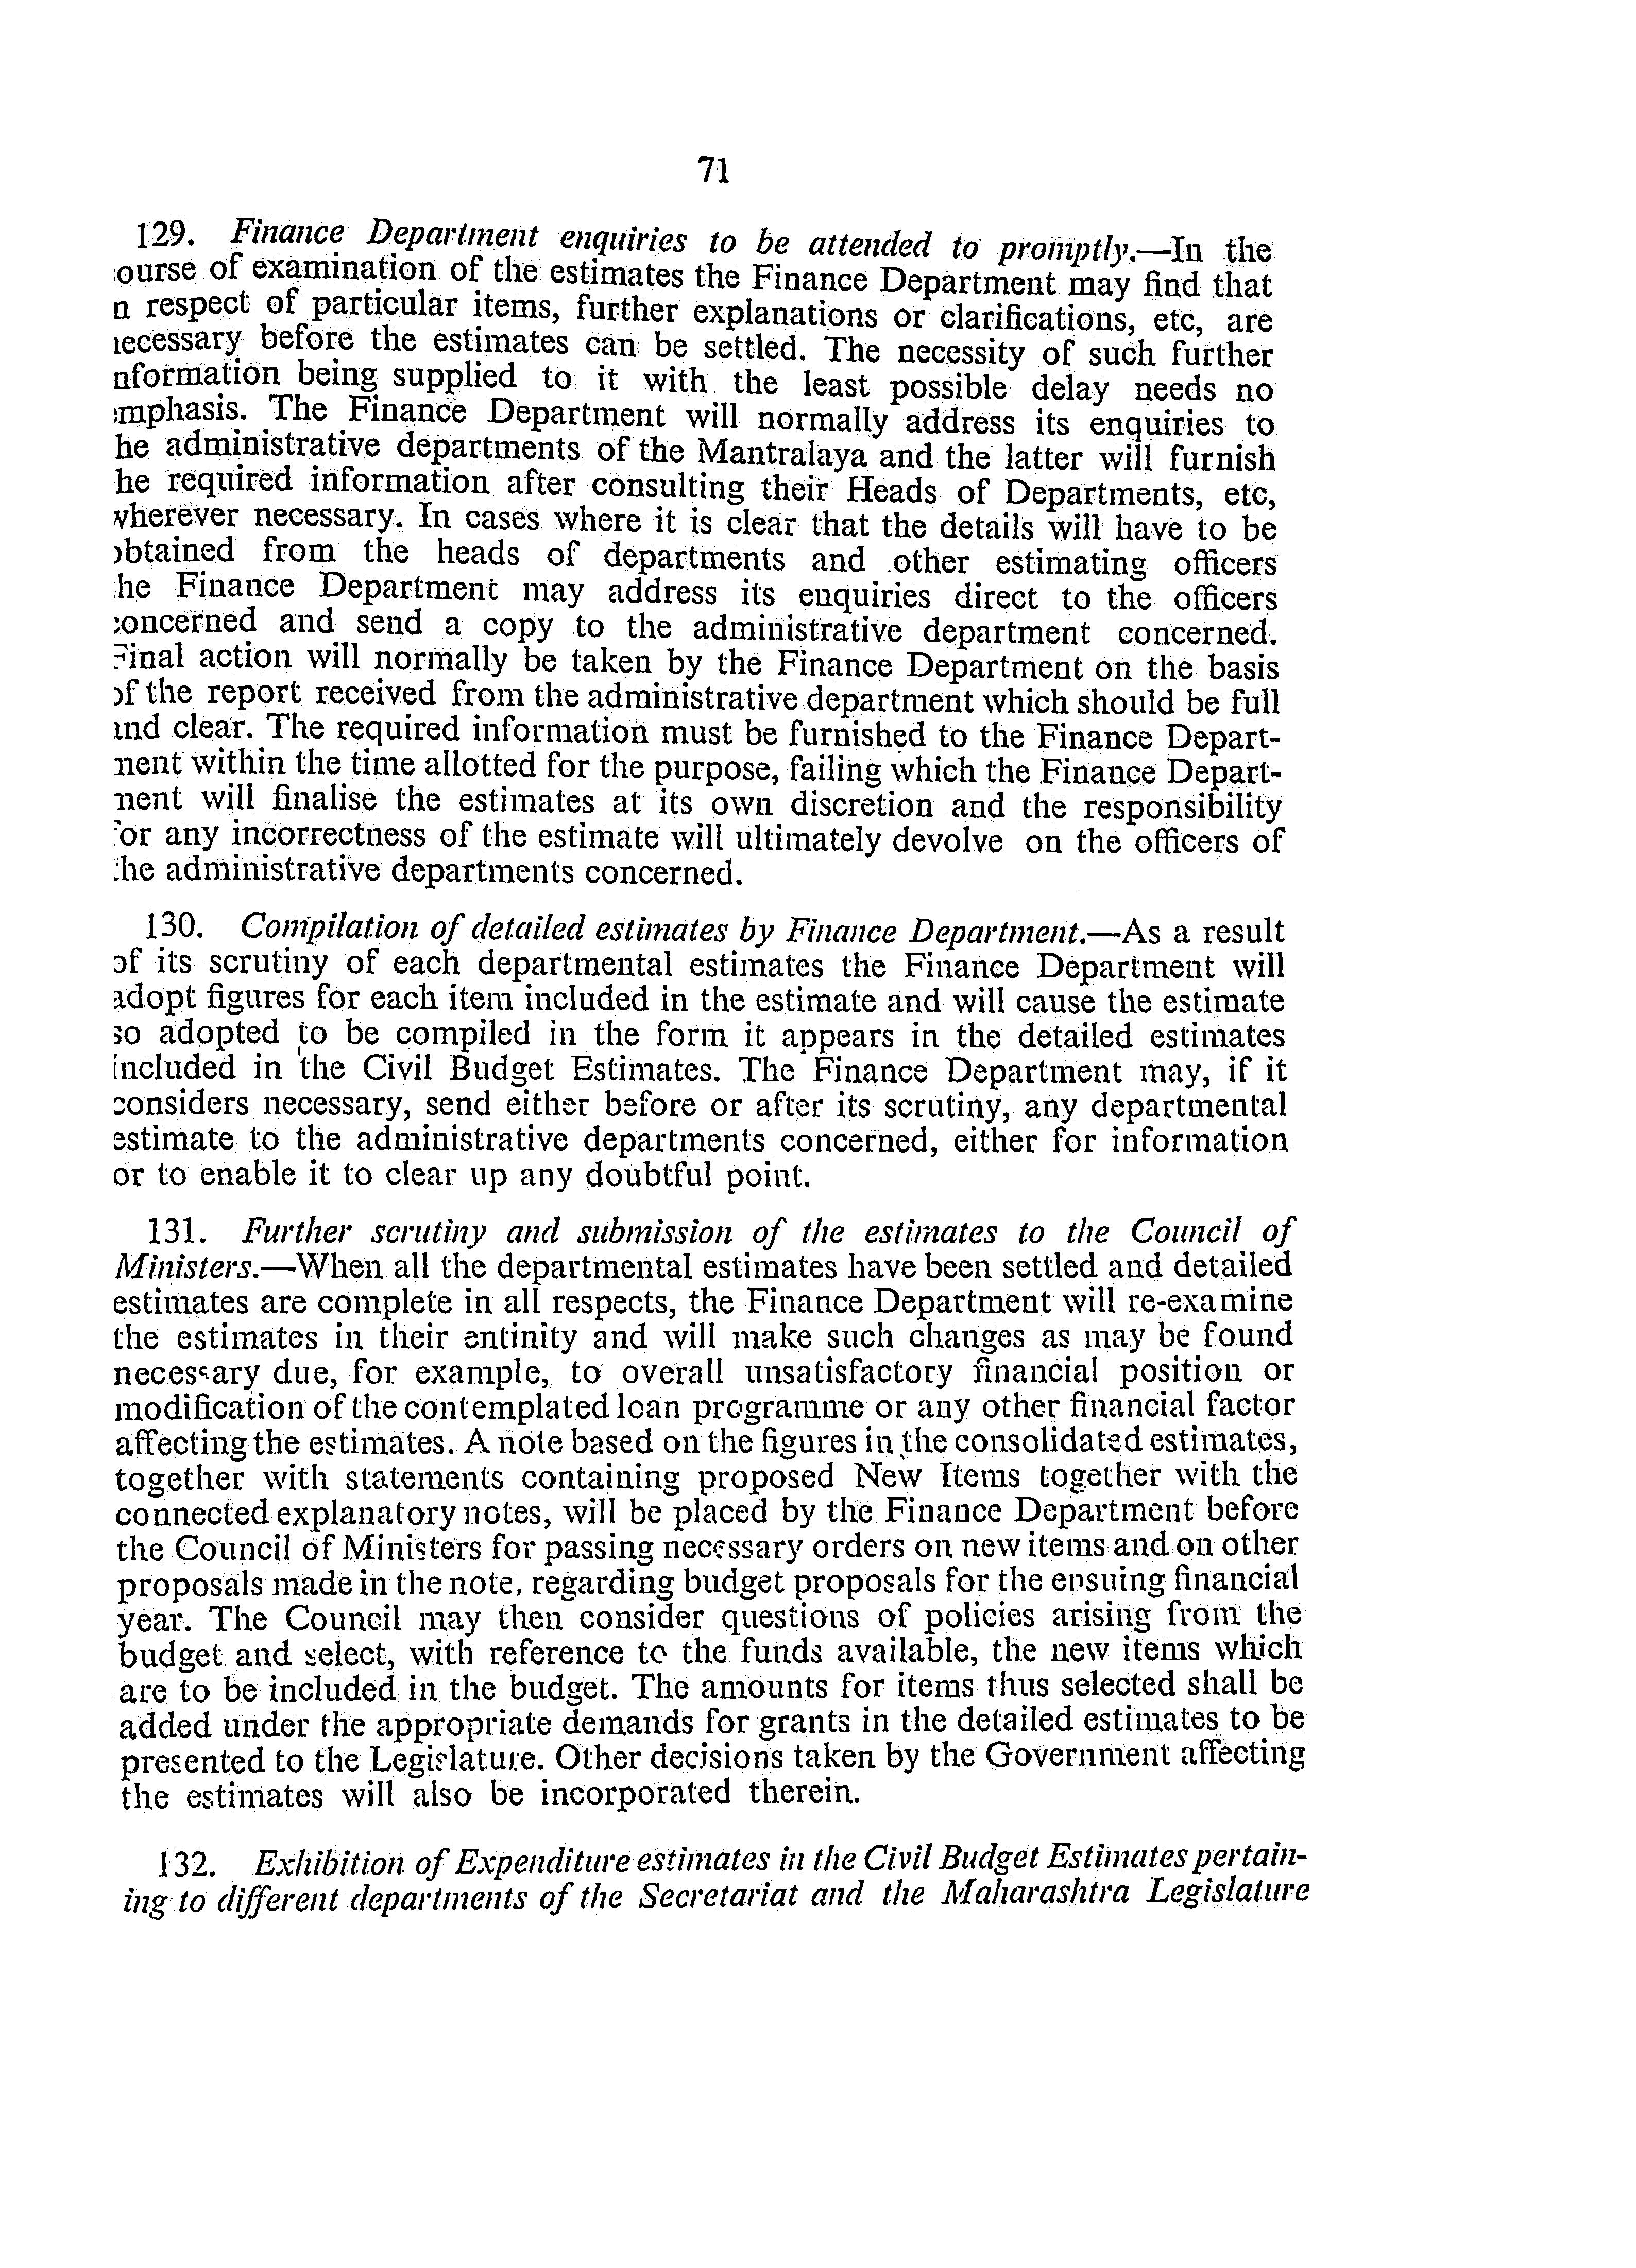 71
129. Finance Department enquiries to be attended to promptly.—In the
ourse of examination of the estimates the Finance Department may find that
n respect of particular items, further explanations or clarifications, etc, are
ecessary before the estimates can be settled. The necessity of such further
nformation being supplied to it with the least possible delay needs no
mphasis. The Finance Department will normally address its enquiries to
he administrative departments of the Mantralaya and the latter will furnish
he required information after consulting their Heads of Departments, etc,
wherever necessary. In cases where it is clear that the details will have to be
obtained from the heads of departments and other estimating officers
he Finance Department may address its enquiries direct to the officers
concerned and send a copy to the administrative department concerned.
Final action will normally be taken by the Finance Department on the basis
of the report received from the administrative department which should be full
and clear. The required information must be furnished to the Finance Depart-
nent within the time allotted for the purpose, failing which the Finance Depart-
nent will finalise the estimates at its own discretion and the responsibility
for any incorrectness of the estimate will ultimately devolve on the officers of
the administrative departments concerned.
130. Compilation of detailed estimates by Finance Department.—As a result
of its scrutiny of each departmental estimates the Finance Department will
adopt figures for each item included in the estimate and will cause the estimate
so adopted to be compiled in the form it appears in the detailed estimates
included in the Civil Budget Estimates. The Finance Department may, if it
considers necessary, send either before or after its scrutiny, any departmental
estimate to the administrative departments concerned, either for information
or to enable it to clear up any doubtful point.
131. Further scrutiny and submission of the estimates to the Council of
Ministers.—When all the departmental estimates have been settled and detailed
estimates are complete in all respects, the Finance Department will re-examine
the estimates in their entinity and will make such changes as may be found
necessary due, for example, to overall unsatisfactory financial position or
modification of the contemplated loan programme or any other financial factor
affecting the estimates. A note based on the figures in the consolidated estimates,
together with statements containing proposed New Items together with the
connected explanatory notes, will be placed by the Finance Department before
the Council of Ministers for passing necessary orders on new items and on other
proposals made in the note, regarding budget proposals for the ensuing financial
year. The Council may then consider questions of policies arising from the
budget and select, with reference to the funds available, the new items which
are to be included in the budget. The amounts for items thus selected shall be
added under the appropriate demands for grants in the detailed estimates to be
presented to the Legislature. Other decisions taken by the Government affecting
the estimates will also be incorporated therein.
132. Exhibition of Expenditure estimates in the Civil Budget Estimates pertain-
ing to different departments of the Secretariat and the Maharashtra Legislature